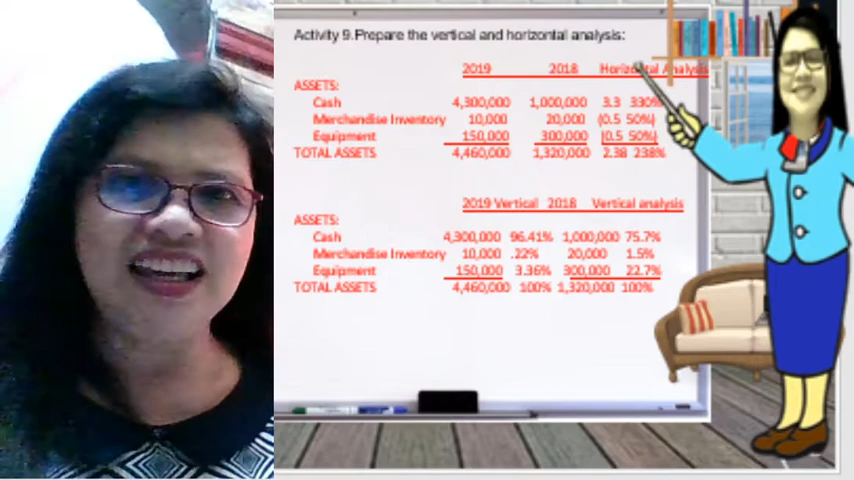 Activity 9.Prepare the vertical and horizontal analysis:
2019 2018 Horizontal Analysis
ASSETS:
Cash 4,300,000 1,000,000 3.3 330%
Merchandise Inventory 10,000 20,000 (0.5 50%)
Equipment 150,000 300,000 (0.5 50%)
TOTAL ASSETS 4,460,000 1,320,000 2.38 238%
2019 Vertical 2018 Vertical analysis
ASSETS:
Cash 4,300,000 96.41% 1,000,000 75.7%
Merchandise Inventory 10,000 .22% 20,000 1.5%
Equipment 150,000 3.36% 300,000 22.7%
TOTAL ASSETS 4,460,000 100% 1,320,000 100%